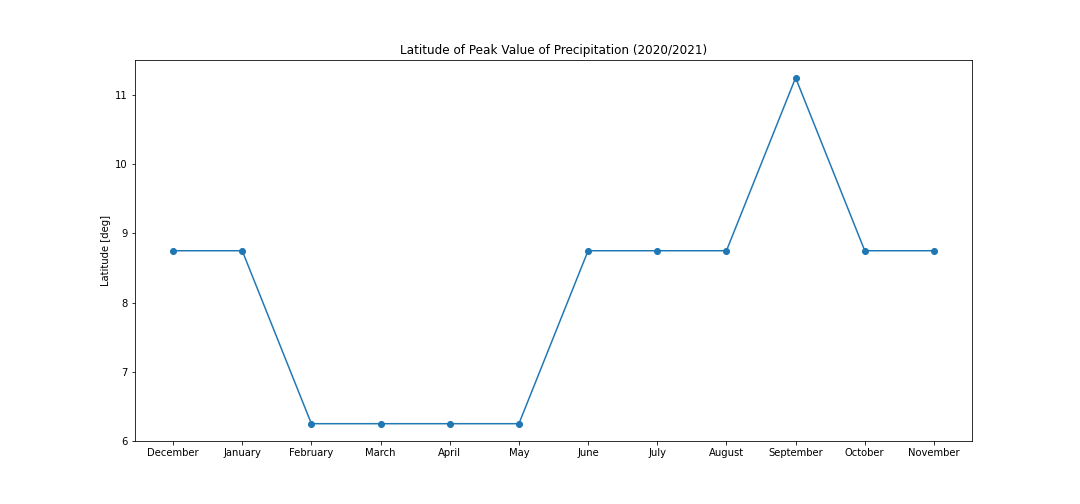 Latitude of Peak Value of Precipitation (2020/2021)
Latitude [deg]
11
10
9
8
7
6
December January February March April May June July August September October November